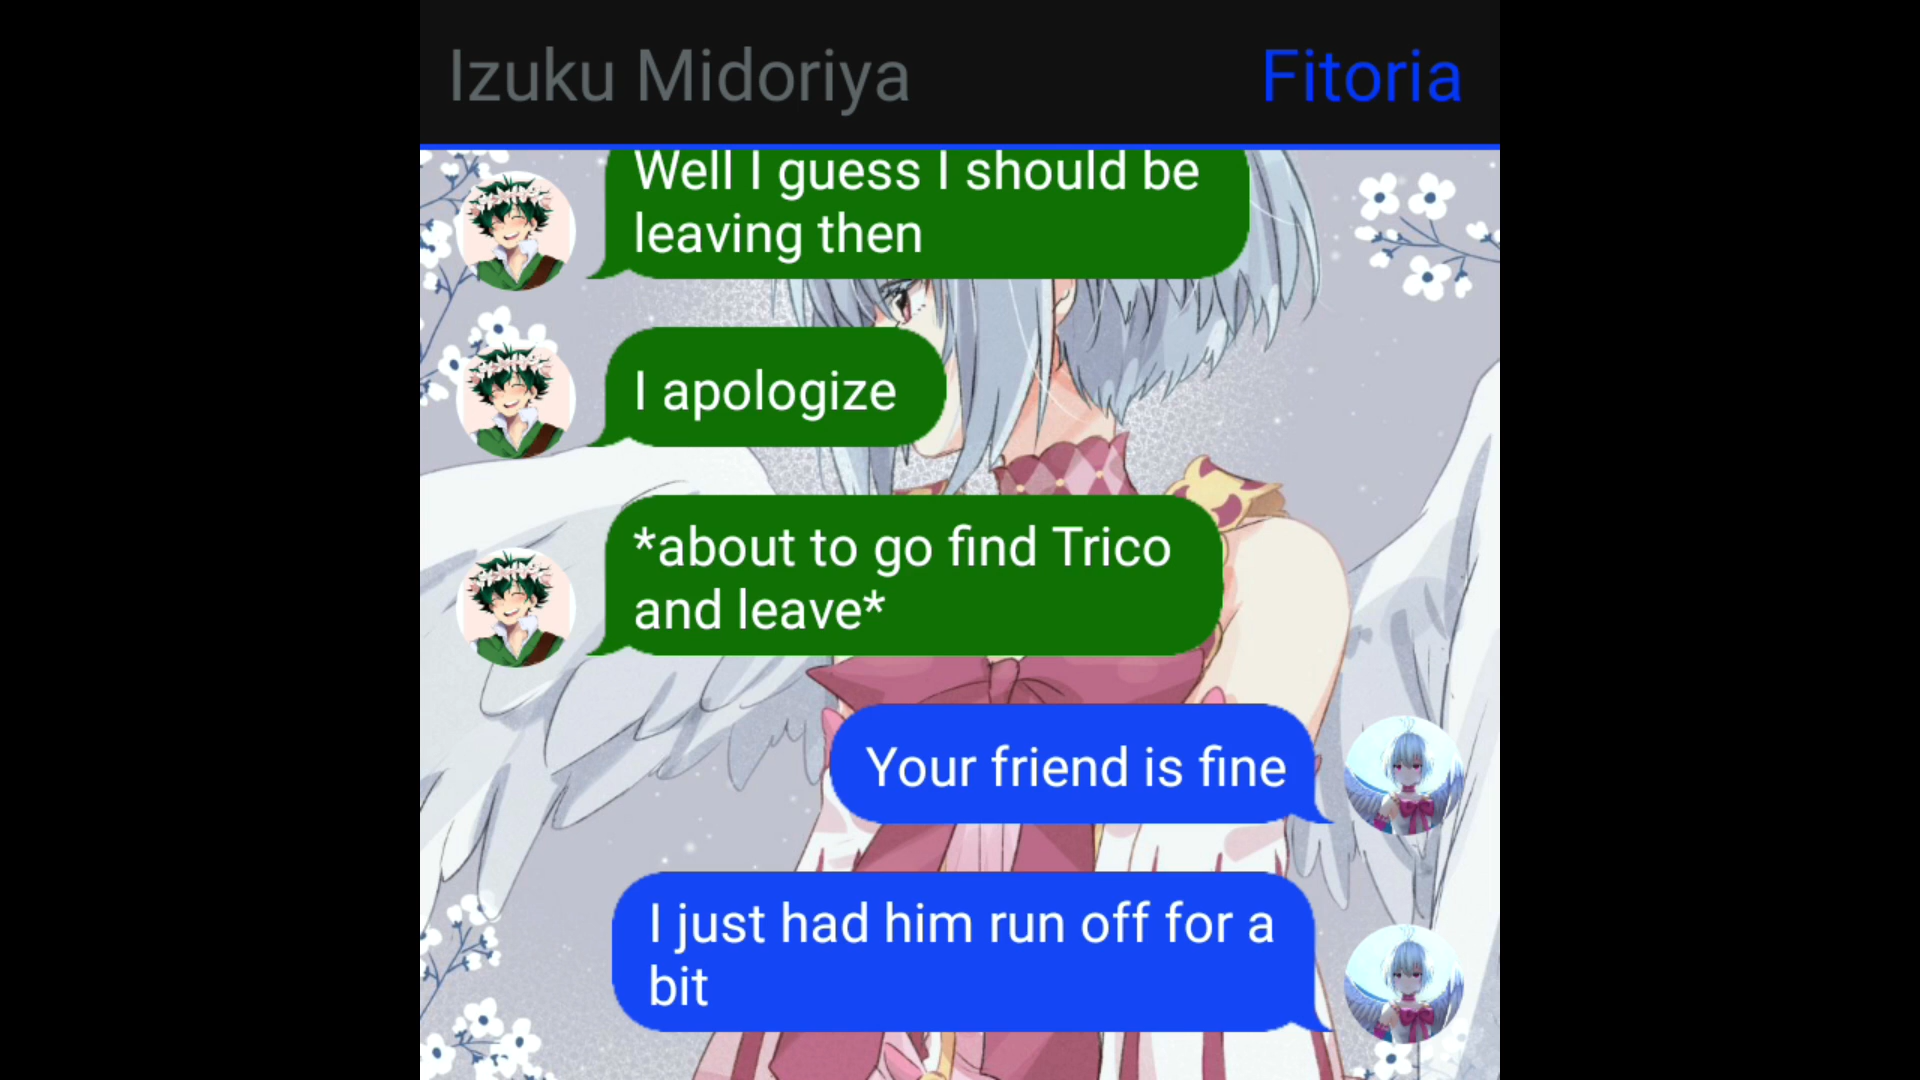 Izuku Midoriya
Fitoria
Well I guess I should be
leaving then
I apologize
*about to go find Trico
and leave*
Your friend is fine
I just had him run off for a
bit